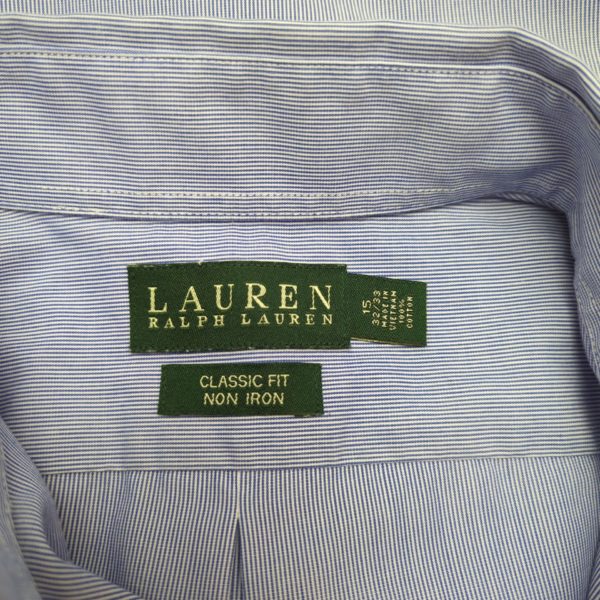 LAUREN
RALPH LAUREN
15
32/33
MADE IN
VIETNAM
100%
COTTON
CLASSIC FIT
NON IRON